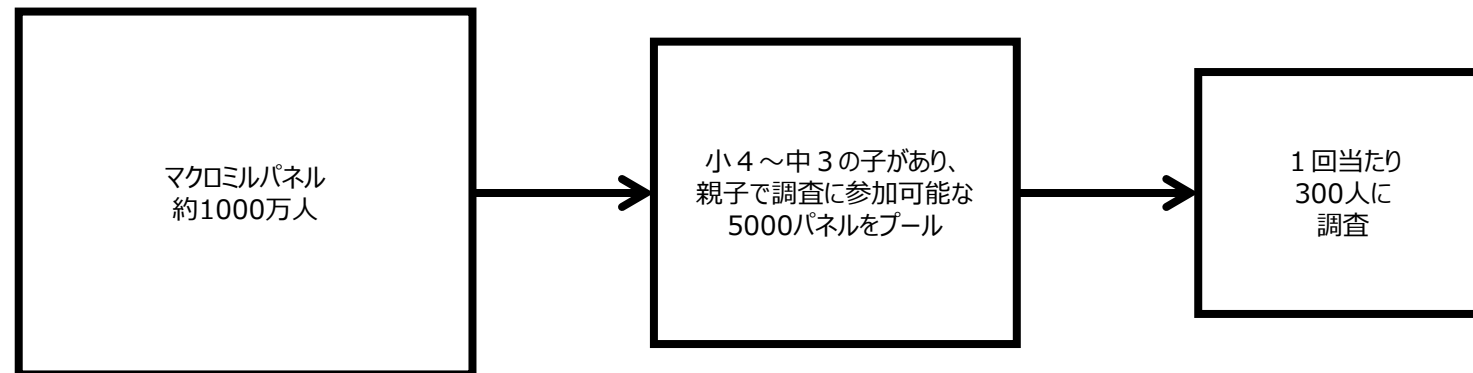 マクロミルパネル
約1000万人
小４～中３の子があり、
親子で調査に参加可能な
5000パネルをプール
１回当たり
300人に
調査